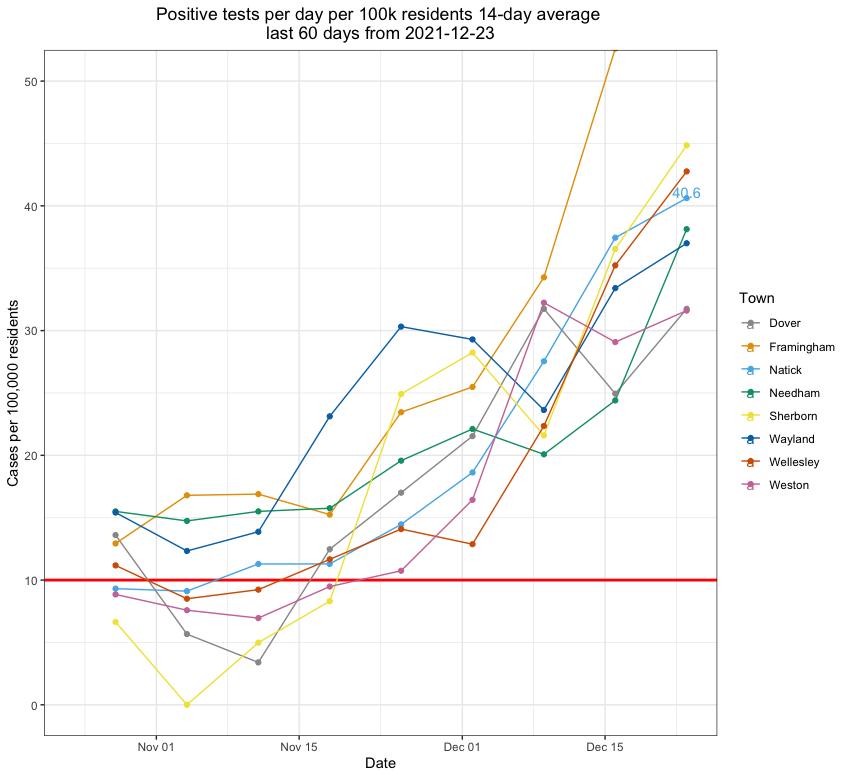 Positive tests per day per 100k residents 14-day average
last 60 days from 2021-12-23
50
40
30
20
10
0
Cases per 100,000 residents
40.6
Nov 01
Nov 15
Dec 01
Dec 15
Date
Town
a Dover
a Framingham
a Natick
a Needham
a Sherborn
a Wayland
a Wellesley
a Weston